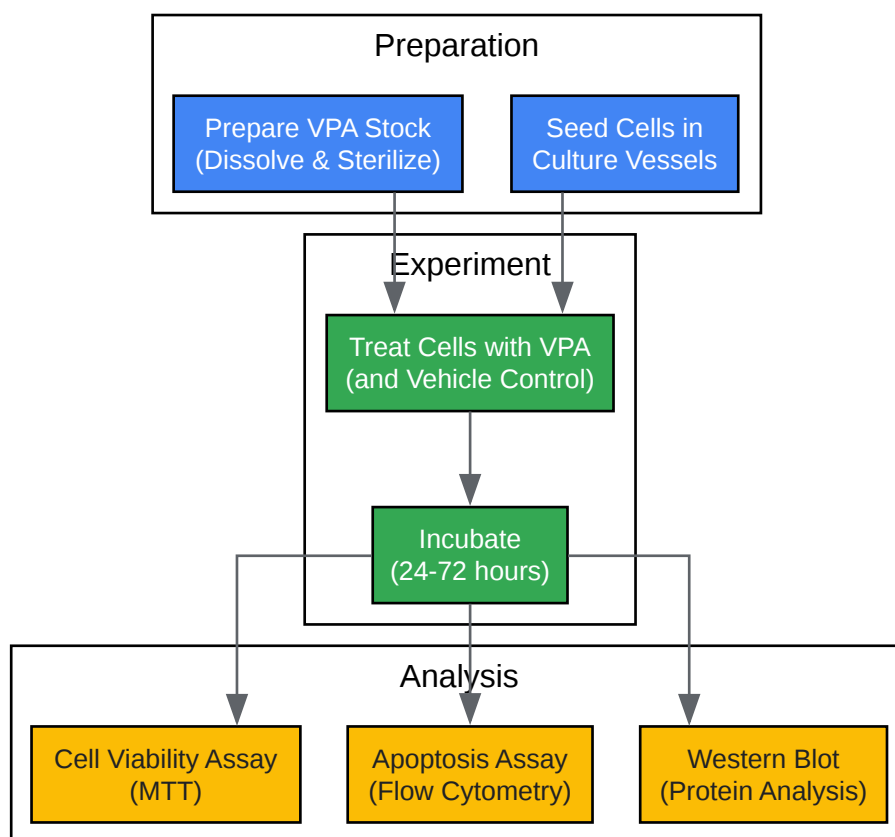 Preparation
Prepare VPA Stock
(Dissolve & Sterilize)
Seed Cells in
Culture Vessels
Experiment
Treat Cells with VPA
(and Vehicle Control)
Incubate
(24-72 hours)
Analysis
Cell Viability Assay
(MTT)
Apoptosis Assay
(Flow Cytometry)
Western Blot
(Protein Analysis)